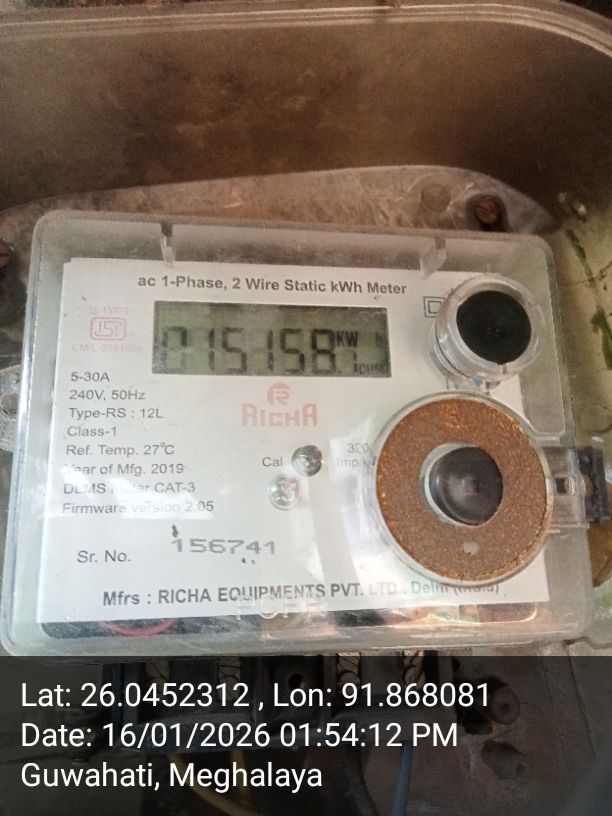 ac 1-Phase, 2 Wire Static kWh Meter
015158 KW h
5-30A
240V, 50Hz
Type-RS : 12L
Class-1
Ref. Temp. 27°C
Year of Mfg. 2019
DLMS Meter CAT-3
Firmware version 2.05
R
RICHA
Cal
320
Imp/k
Sr. No. 156741
Mfrs : RICHA EQUIPMENTS PVT. LTD., Delhi (India)
Lat: 26.0452312 , Lon: 91.868081
Date: 16/01/2026 01:54:12 PM
Guwahati, Meghalaya